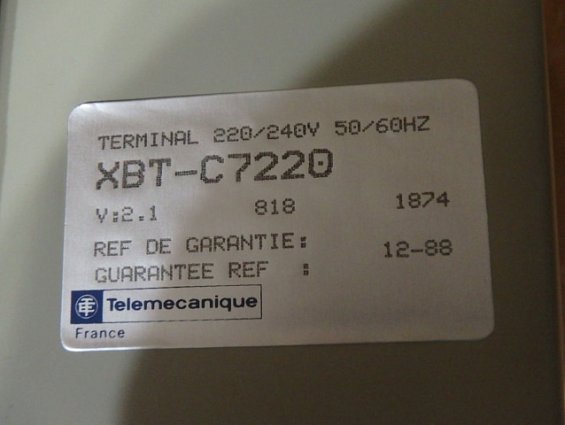 TERMINAL 220/240V 50/60HZ
XBT-C7220
V:2.1 818 1874
REF DE GARANTIE: 12-88
GUARANTEE REF :
TE Telemecanique
France